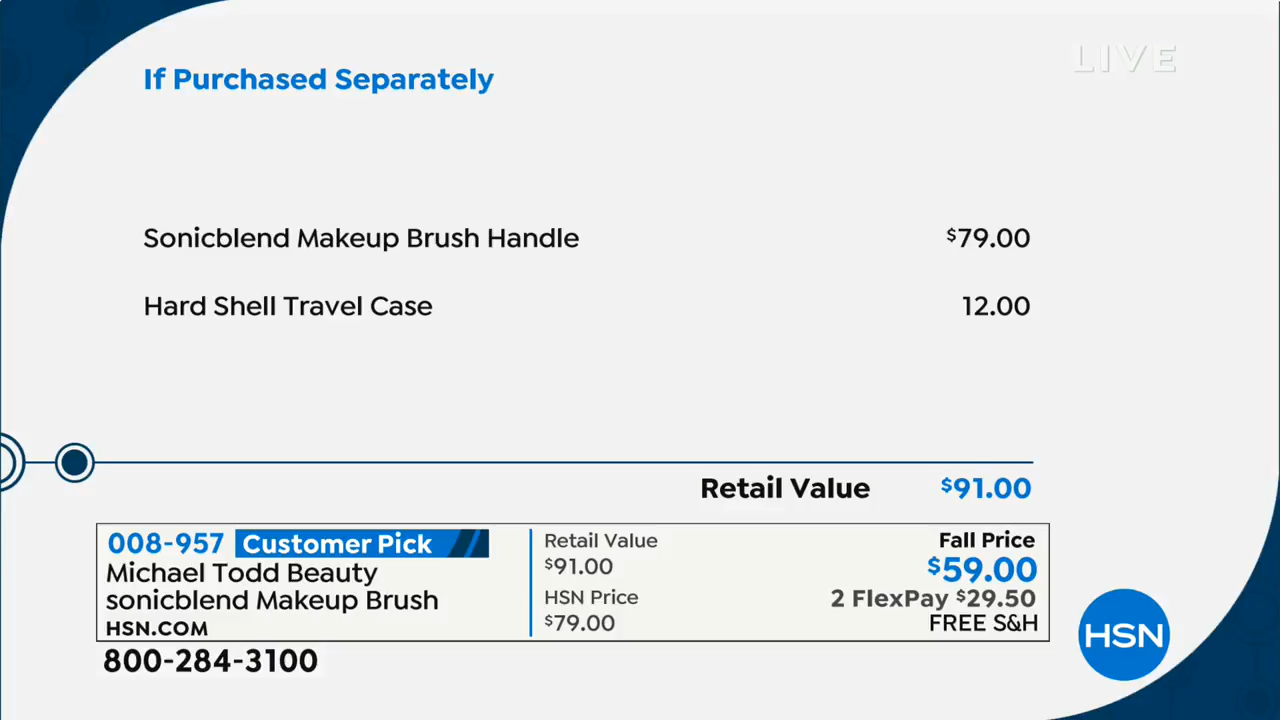 LIVE
If Purchased Separately
Sonicblend Makeup Brush Handle $79.00
Hard Shell Travel Case 12.00
Retail Value $91.00
008-957 Customer Pick
Michael Todd Beauty
sonicblend Makeup Brush
HSN.COM
Retail Value
$91.00
HSN Price
$79.00
Fall Price
$59.00
2 FlexPay $29.50
FREE S&H
800-284-3100
HSN